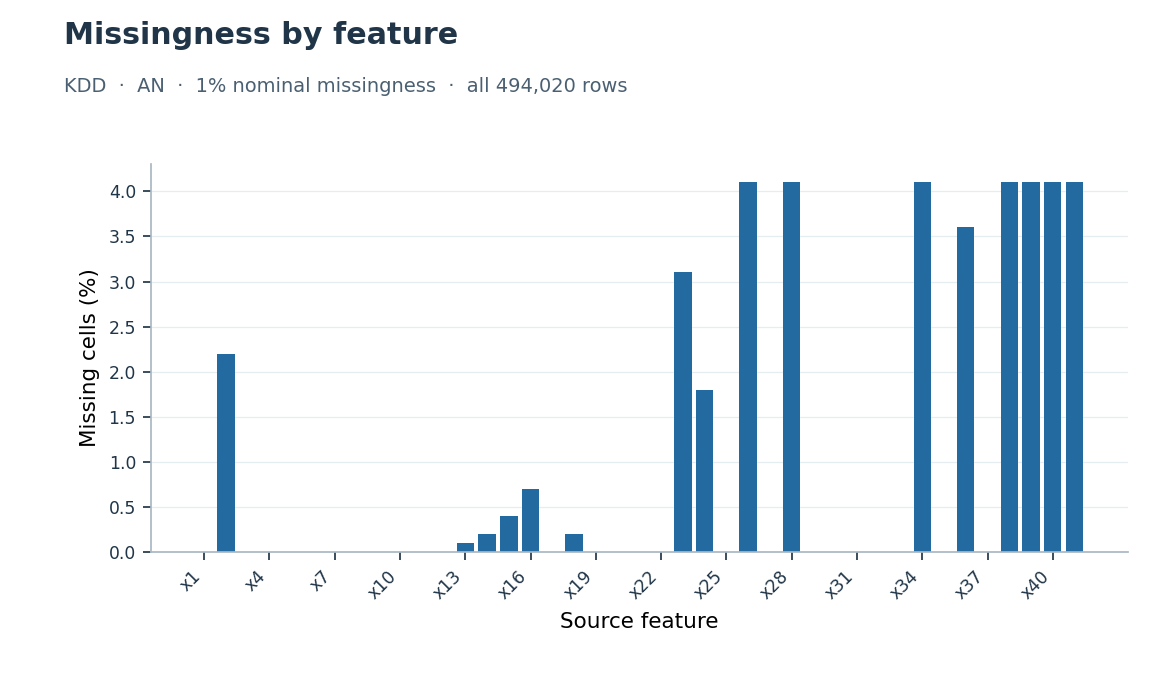 Missingness by feature
KDD · AN · 1% nominal missingness · all 494,020 rows
4.0
3.5
3.0
2.5
2.0
1.5
1.0
0.5
0.0
Missing cells (%)
x1 x4 x7 x10 x13 x16 x19 x22 x25 x28 x31 x34 x37 x40
Source feature